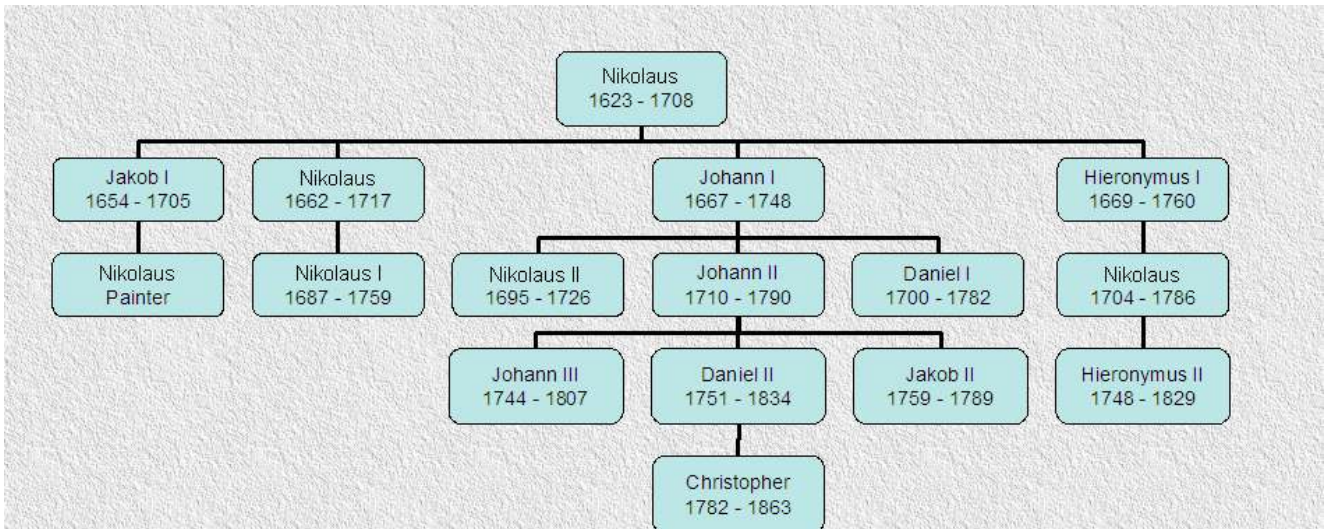 Nikolaus
1623 - 1708
Jakob I
1654 - 1705
Nikolaus
1662 - 1717
Johann I
1667 - 1748
Hieronymus I
1669 - 1760
Nikolaus
Painter
Nikolaus I
1687 - 1759
Nikolaus II
1695 - 1726
Johann II
1710 - 1790
Daniel I
1700 - 1782
Nikolaus
1704 - 1786
Johann III
1744 - 1807
Daniel II
1751 - 1834
Jakob II
1759 - 1789
Hieronymus II
1748 - 1829
Christopher
1782 - 1863